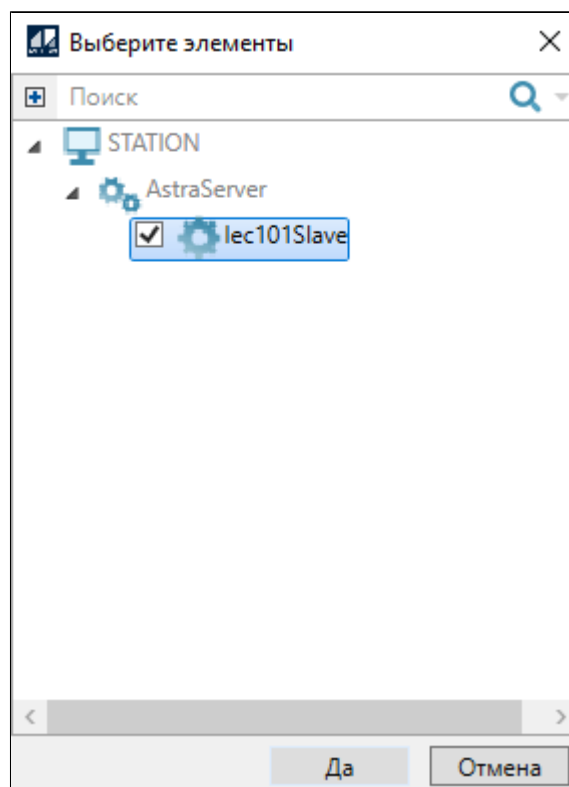 Выберите элементы
Поиск
STATION
AstraServer
Iec101Slave
Да
Отмена